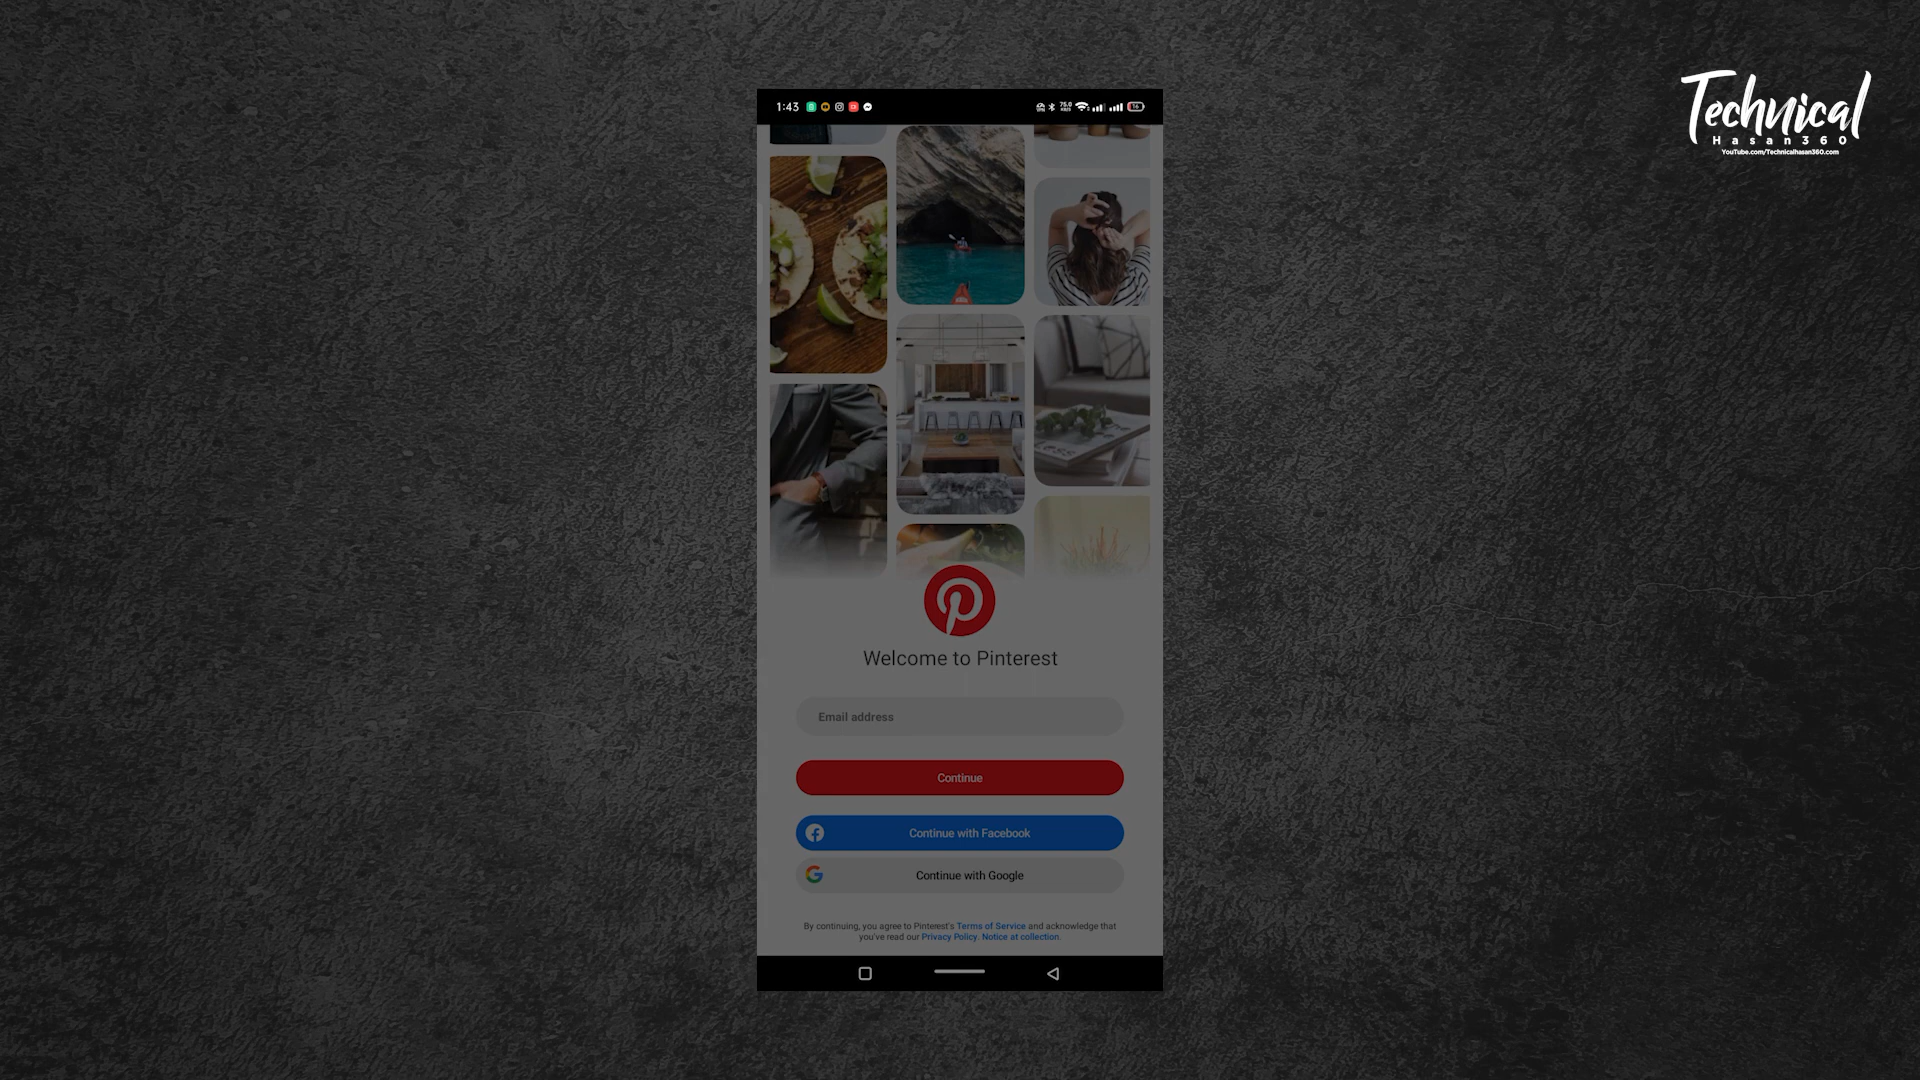 Technical
Hasan360
YouTube.com/Technicalhasan360.com
1:43
Welcome to Pinterest
Email address
Continue
Continue with Facebook
Continue with Google
By continuing, you agree to Pinterest's Terms of Service and acknowledge that
you've read our Privacy Policy. Notice at collection.